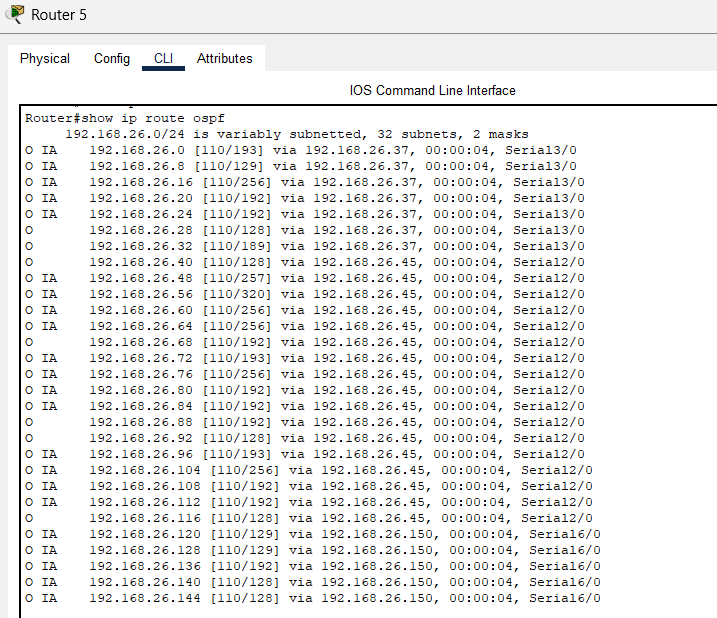 Router 5
Physical Config CLI Attributes
IOS Command Line Interface
Router#show ip route ospf
192.168.26.0/24 is variably subnetted, 32 subnets, 2 masks
O IA 192.168.26.0 [110/193] via 192.168.26.37, 00:00:04, Serial3/0
O IA 192.168.26.8 [110/129] via 192.168.26.37, 00:00:04, Serial3/0
O IA 192.168.26.16 [110/256] via 192.168.26.37, 00:00:04, Serial3/0
O IA 192.168.26.20 [110/192] via 192.168.26.37, 00:00:04, Serial3/0
O IA 192.168.26.24 [110/192] via 192.168.26.37, 00:00:04, Serial3/0
O 192.168.26.28 [110/128] via 192.168.26.37, 00:00:04, Serial3/0
O 192.168.26.32 [110/189] via 192.168.26.37, 00:00:04, Serial3/0
O 192.168.26.40 [110/128] via 192.168.26.45, 00:00:04, Serial2/0
O IA 192.168.26.48 [110/257] via 192.168.26.45, 00:00:04, Serial2/0
O IA 192.168.26.56 [110/320] via 192.168.26.45, 00:00:04, Serial2/0
O IA 192.168.26.60 [110/256] via 192.168.26.45, 00:00:04, Serial2/0
O IA 192.168.26.64 [110/256] via 192.168.26.45, 00:00:04, Serial2/0
O 192.168.26.68 [110/192] via 192.168.26.45, 00:00:04, Serial2/0
O IA 192.168.26.72 [110/193] via 192.168.26.45, 00:00:04, Serial2/0
O IA 192.168.26.76 [110/256] via 192.168.26.45, 00:00:04, Serial2/0
O IA 192.168.26.80 [110/192] via 192.168.26.45, 00:00:04, Serial2/0
O IA 192.168.26.84 [110/192] via 192.168.26.45, 00:00:04, Serial2/0
O 192.168.26.88 [110/192] via 192.168.26.45, 00:00:04, Serial2/0
O 192.168.26.92 [110/128] via 192.168.26.45, 00:00:04, Serial2/0
O IA 192.168.26.96 [110/193] via 192.168.26.45, 00:00:04, Serial2/0
O IA 192.168.26.104 [110/256] via 192.168.26.45, 00:00:04, Serial2/0
O IA 192.168.26.108 [110/192] via 192.168.26.45, 00:00:04, Serial2/0
O IA 192.168.26.112 [110/192] via 192.168.26.45, 00:00:04, Serial2/0
O 192.168.26.116 [110/128] via 192.168.26.45, 00:00:04, Serial2/0
O IA 192.168.26.120 [110/129] via 192.168.26.150, 00:00:04, Serial6/0
O IA 192.168.26.128 [110/129] via 192.168.26.150, 00:00:04, Serial6/0
O IA 192.168.26.136 [110/192] via 192.168.26.150, 00:00:04, Serial6/0
O IA 192.168.26.140 [110/128] via 192.168.26.150, 00:00:04, Serial6/0
O IA 192.168.26.144 [110/128] via 192.168.26.150, 00:00:04, Serial6/0